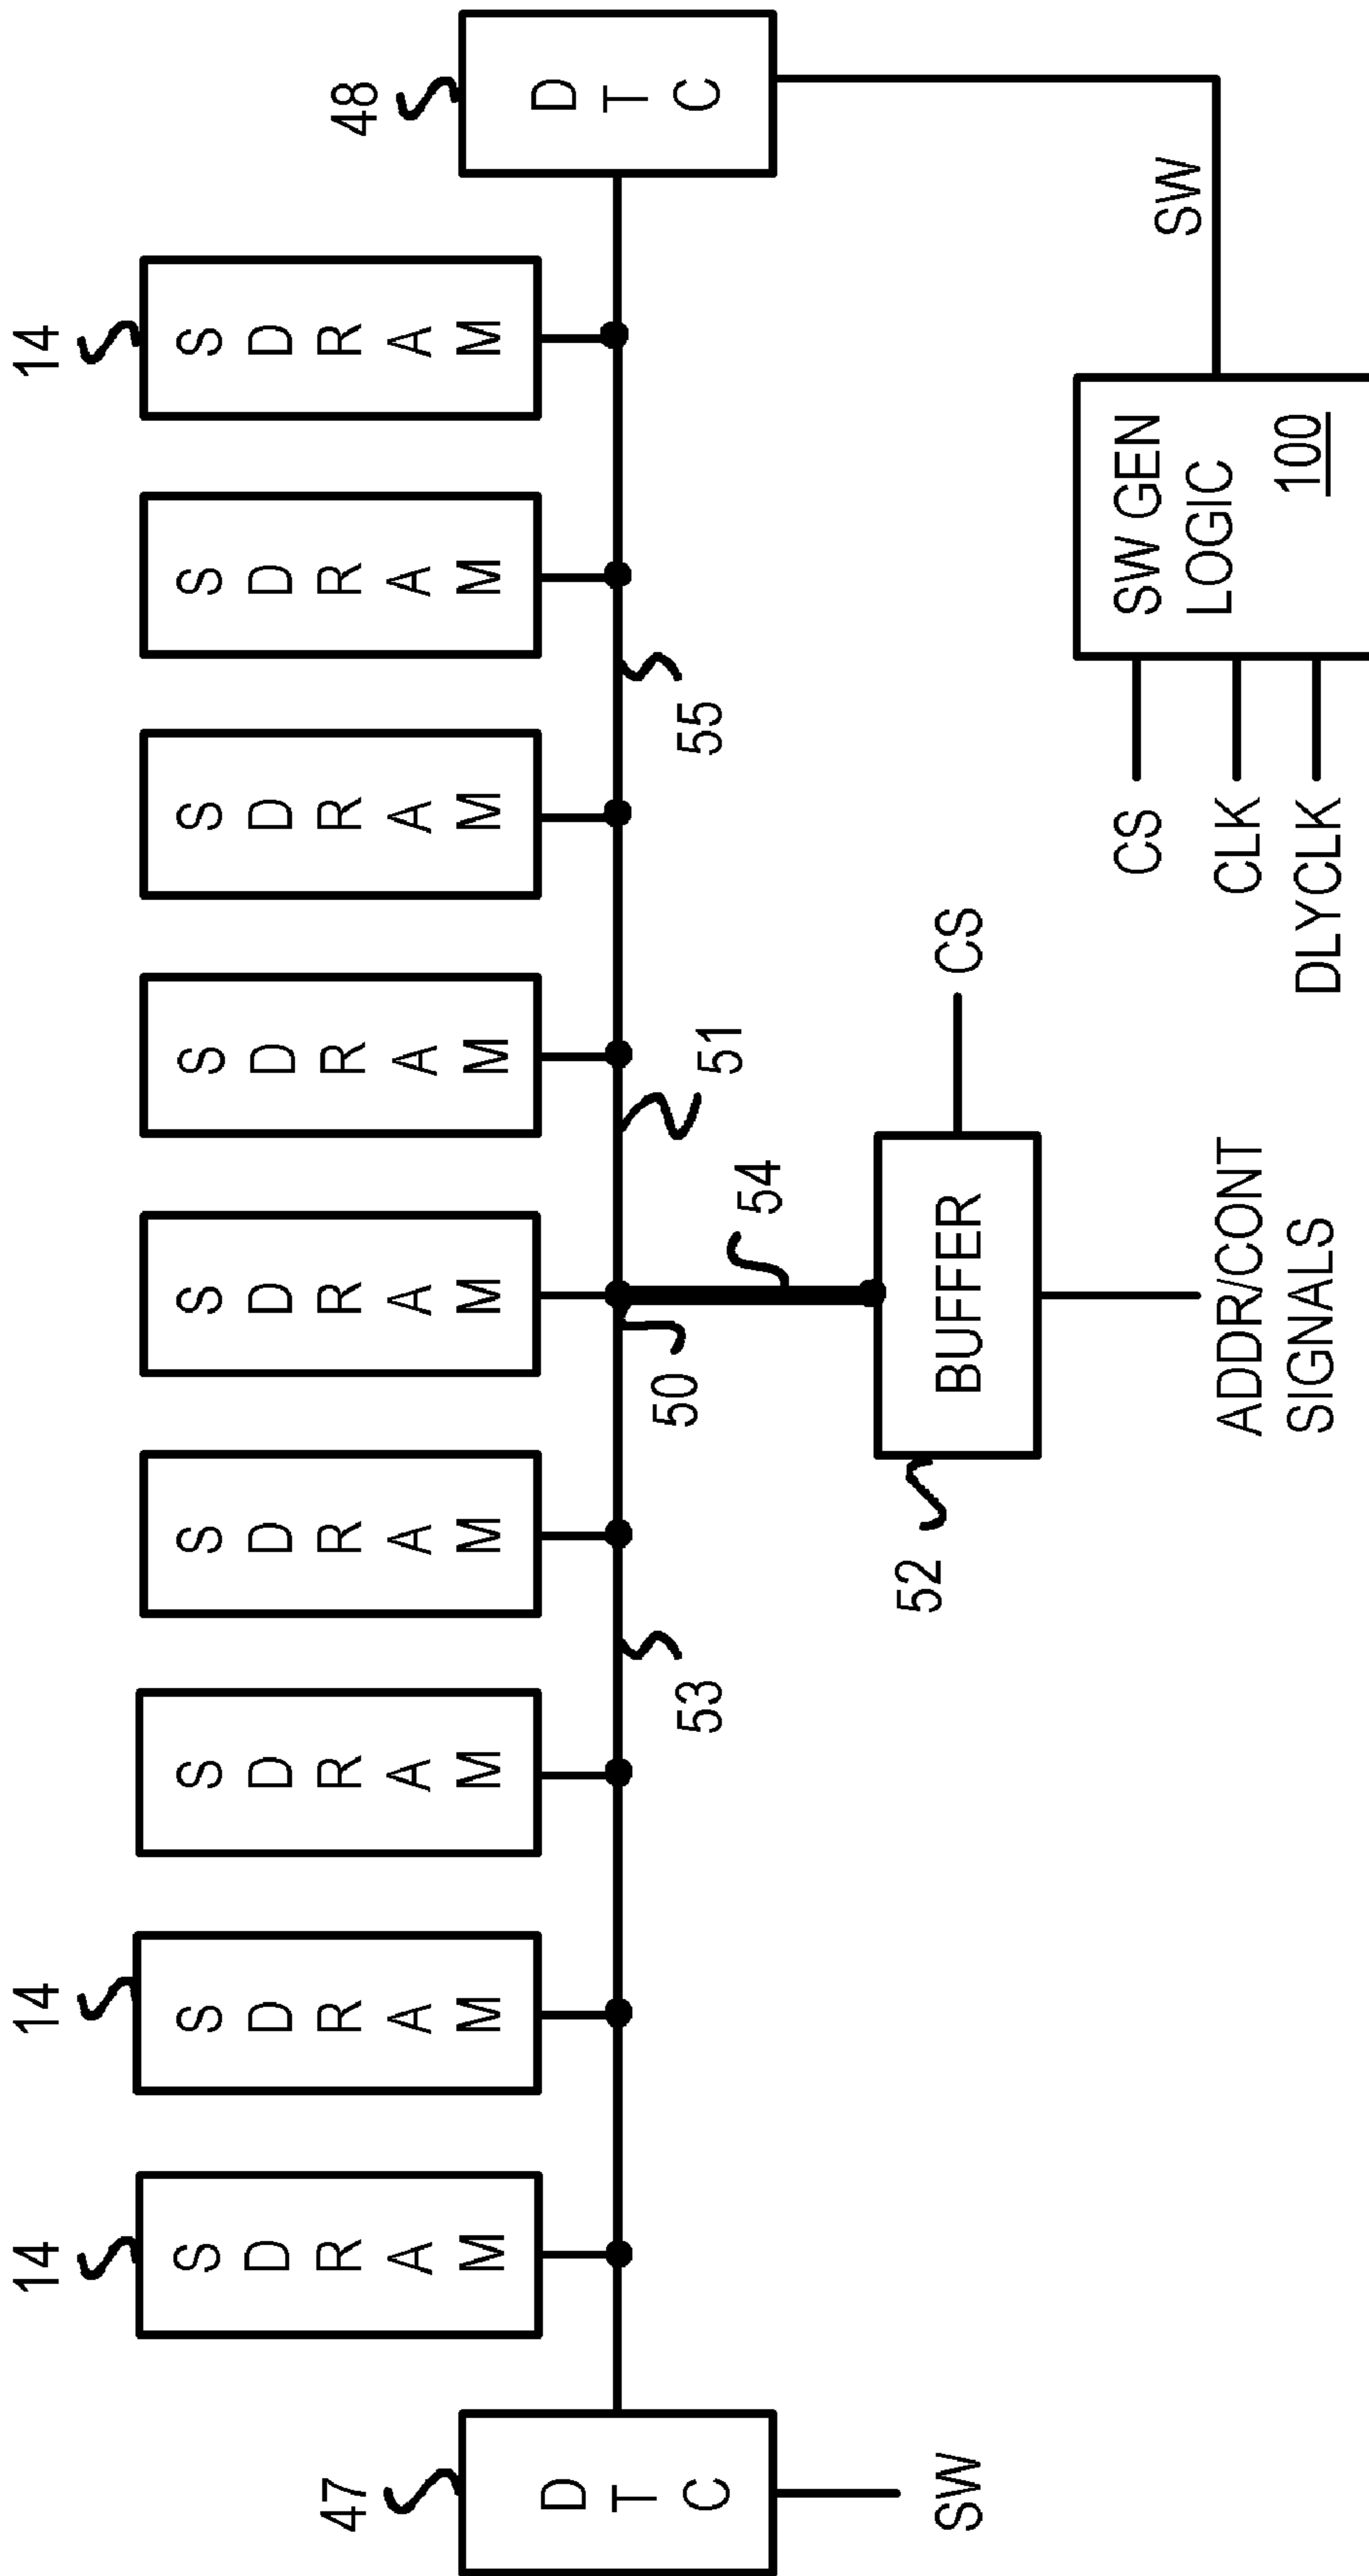 14
14
14
S D R A M
S D R A M
S D R A M
S D R A M
S D R A M
S D R A M
S D R A M
S D R A M
S D R A M
47
D T C
48
D T C
53
50
54
51
55
52
BUFFER
CS
SW
ADDR/CONT
SIGNALS
CS
CLK
DLYCLK
SW GEN
LOGIC
100
SW